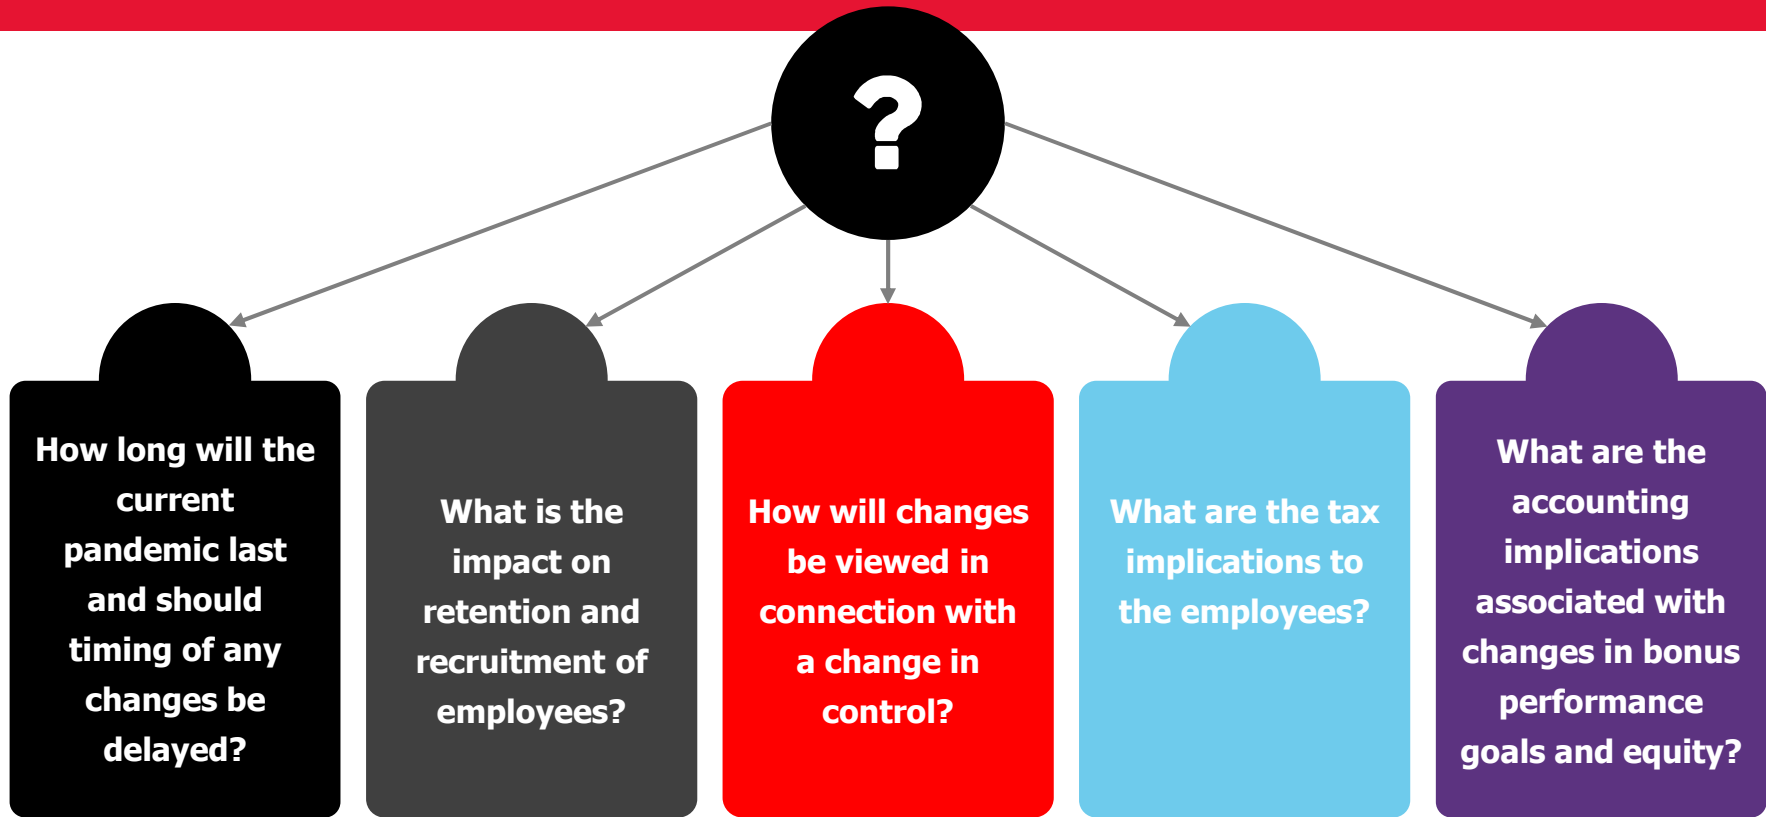 ?
How long will the
current
pandemic last
and should
timing of any
changes be
delayed?
What is the
impact on
retention and
recruitment of
employees?
How will changes
be viewed in
connection with
a change in
control?
What are the tax
implications to
the employees?
What are the
accounting
implications
associated with
changes in bonus
performance
goals and equity?